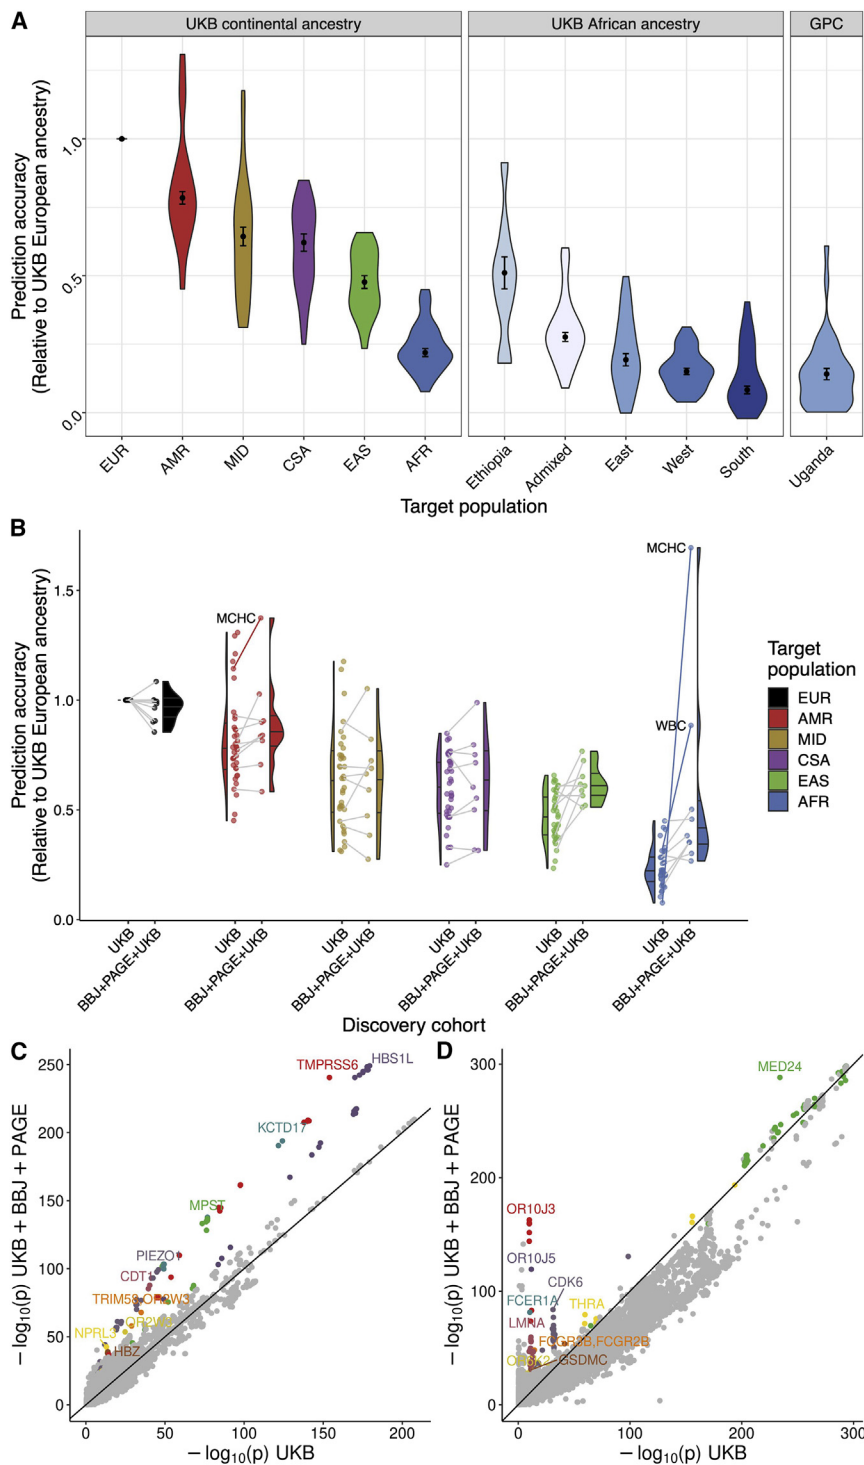 A
UKB continental ancestry
UKB African ancestry
GPC
Prediction accuracy
(Relative to UKB European ancestry)
1.0
0.5
0.0
EUR
AMR
MID
CSA
EAS
AFR
Ethiopia
Admixed
East
West
South
Uganda
Target population
B
Prediction accuracy
(Relative to UKB European ancestry)
1.5
1.0
0.5
0.0
MCHC
MCHC
WBC
Target
population
EUR
AMR
MID
CSA
EAS
AFR
UKB
BBJ+PAGE+UKB
UKB
BBJ+PAGE+UKB
UKB
BBJ+PAGE+UKB
UKB
BBJ+PAGE+UKB
UKB
BBJ+PAGE+UKB
UKB
BBJ+PAGE+UKB
Discovery cohort
C
−log10(p) UKB + BBJ + PAGE
250
200
150
100
50
0
TMPRSS6
HBS1L
KCTD17
MPST
PIEZO1
CDT1
TRIM58,OR2W3
NPRL3
HBZ
0
50
100
150
200
−log10(p) UKB
D
−log10(p) UKB + BBJ + PAGE
300
200
100
0
MED24
OR10J3
OR10J5
CDK6
FCER1A
THRA
LMNA
FCGR3B,FCGR2B
GSDMC
0
100
200
300
−log10(p) UKB